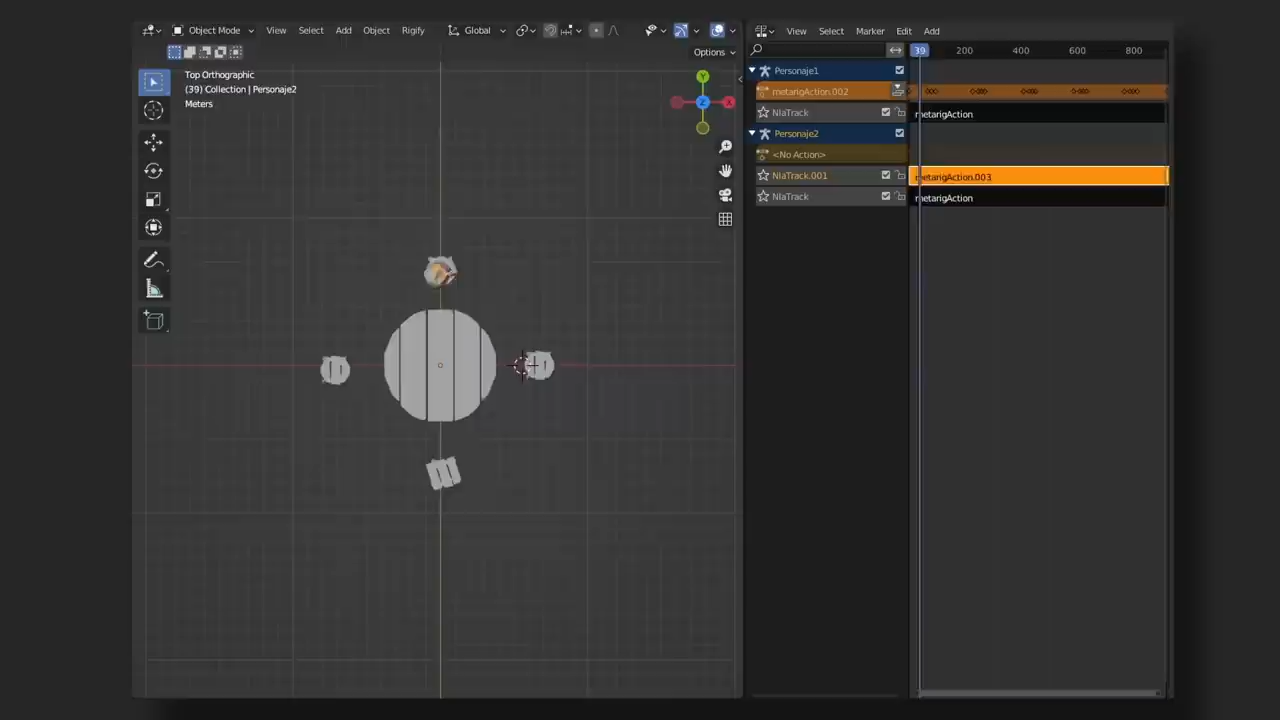 Object Mode View Select Add Object Rigify Global
Options
Top Orthographic
(39) Collection | Personaje2
Meters
Y
Z
X
View Select Marker Edit Add
39 200 400 600 800
Personaje1
metarigAction.002
NlaTrack metarigAction
Personaje2
<No Action>
NlaTrack.001 metarigAction.003
NlaTrack metarigAction